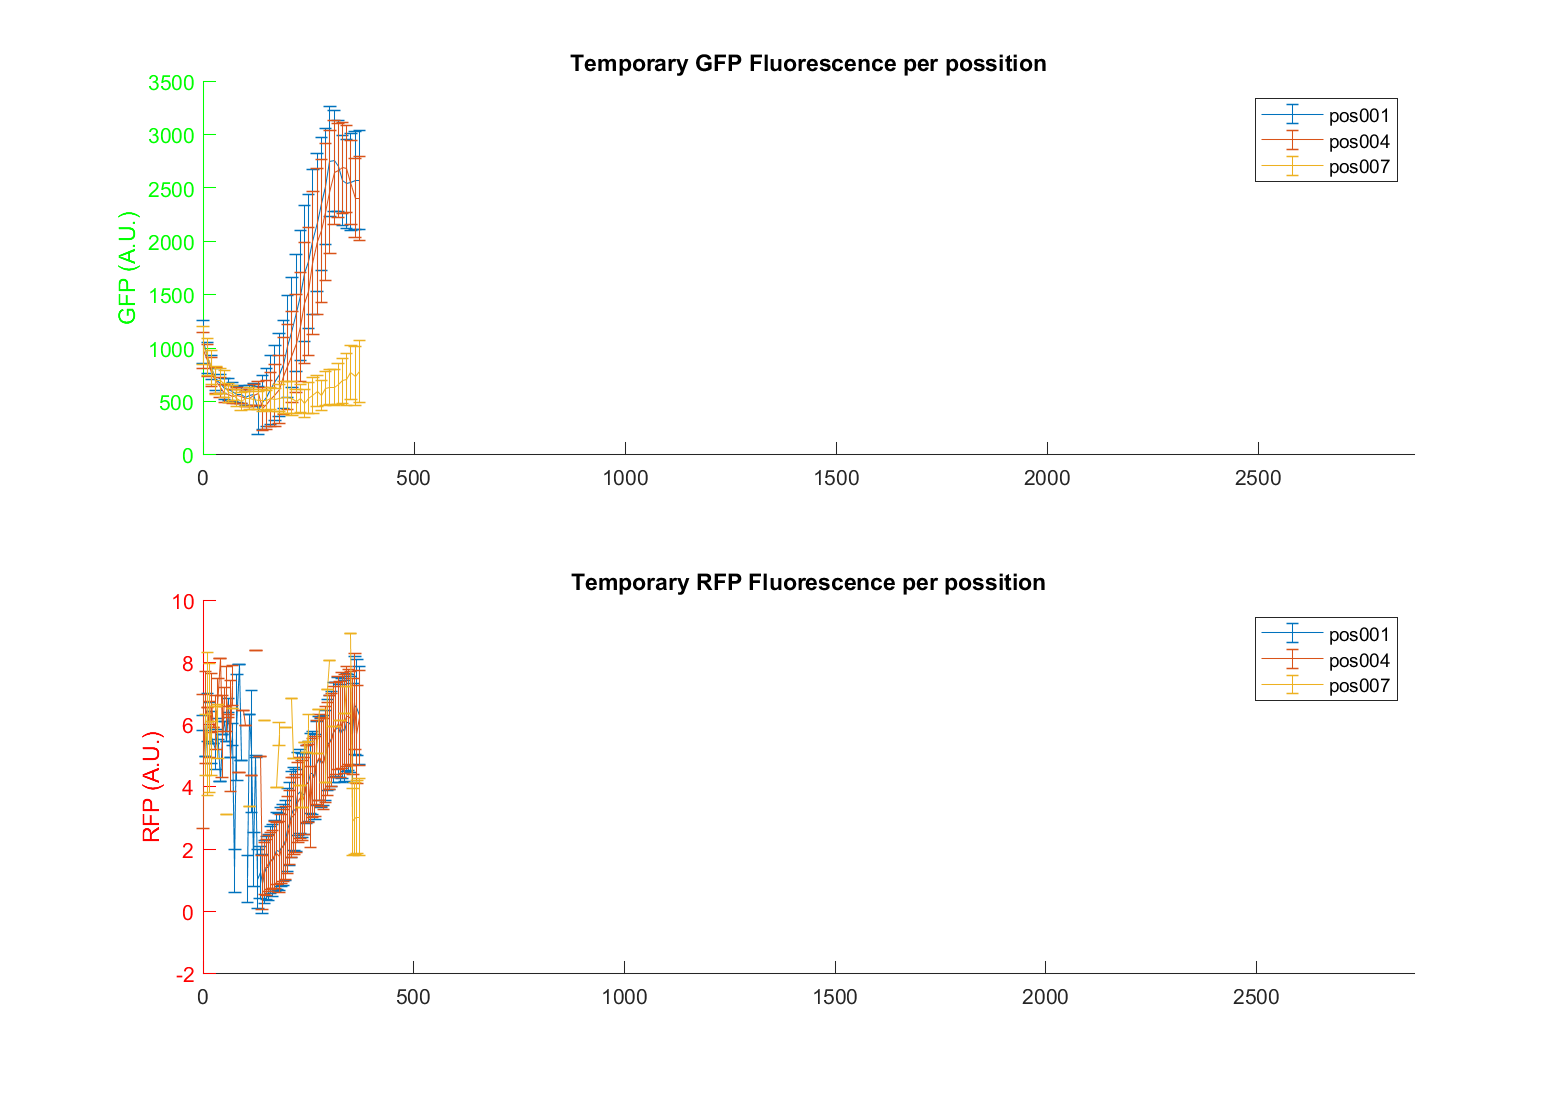 Temporary GFP Fluorescence per possition
3500
3000
2500
2000
1500
1000
500
0
GFP (A.U.)
pos001
pos004
pos007
0 500 1000 1500 2000 2500
Temporary RFP Fluorescence per possition
10
8
6
4
2
0
-2
RFP (A.U.)
pos001
pos004
pos007
0 500 1000 1500 2000 2500